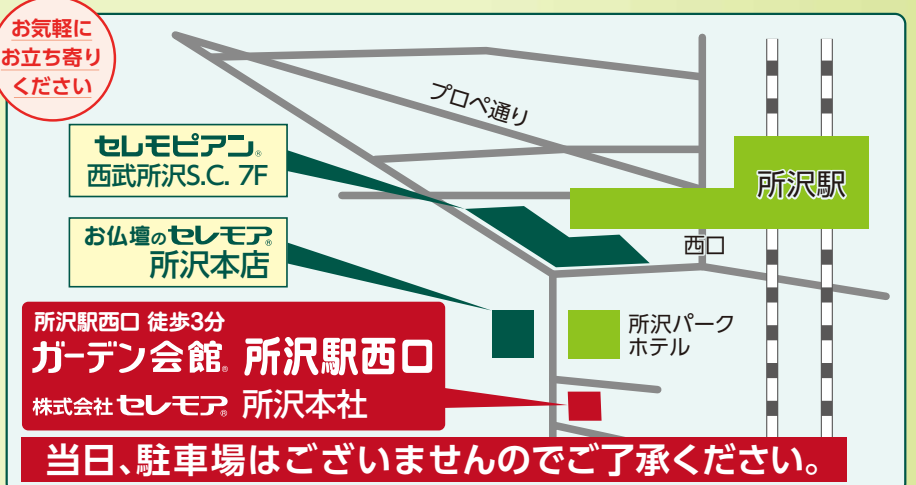 お気軽に
お立ち寄り
ください
プロペ通り
セレモピアン®
西武所沢S.C. 7F
所沢駅
お仏壇のセレモア®
所沢本店
西口
所沢駅西口 徒歩3分
ガーデン会館® 所沢駅西口
株式会社セレモア® 所沢本社
所沢パーク
ホテル
当日、駐車場はございませんのでご了承ください。